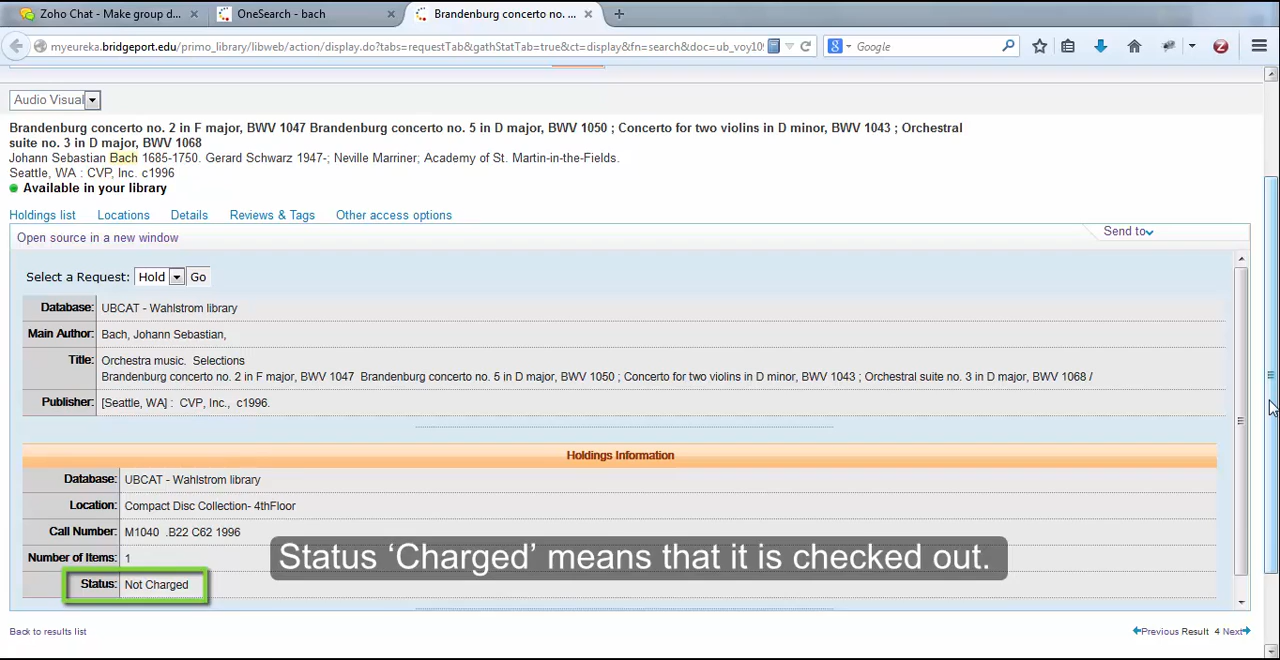 Zoho Chat - Make group d... ×
OneSearch - bach ×
Brandenburg concerto no. ... × +
myeureka.bridgeport.edu/primo_library/libweb/action/display.do?tabs=requestTab&gathStatTab=true&ct=display&fn=search&doc=ub_voy109
Google
Audio Visual
Brandenburg concerto no. 2 in F major, BWV 1047 Brandenburg concerto no. 5 in D major, BWV 1050 ; Concerto for two violins in D minor, BWV 1043 ; Orchestral
suite no. 3 in D major, BWV 1068
Johann Sebastian Bach 1685-1750. Gerard Schwarz 1947-; Neville Marriner; Academy of St. Martin-in-the-Fields.
Seattle, WA : CVP, Inc. c1996
Available in your library
Holdings list Locations Details Reviews & Tags Other access options
Open source in a new window
Send to
Select a Request: Hold Go
Database: UBCAT - Wahlstrom library
Main Author: Bach, Johann Sebastian,
Title: Orchestra music. Selections
Brandenburg concerto no. 2 in F major, BWV 1047 Brandenburg concerto no. 5 in D major, BWV 1050 ; Concerto for two violins in D minor, BWV 1043 ; Orchestral suite no. 3 in D major, BWV 1068 /
Publisher: [Seattle, WA] : CVP, Inc., c1996.
Holdings Information
Database: UBCAT - Wahlstrom library
Location: Compact Disc Collection- 4thFloor
Call Number: M1040 .B22 C62 1996
Number of Items: 1
Status ‘Charged’ means that it is checked out.
Status: Not Charged
Back to results list
Previous Result 4 Next